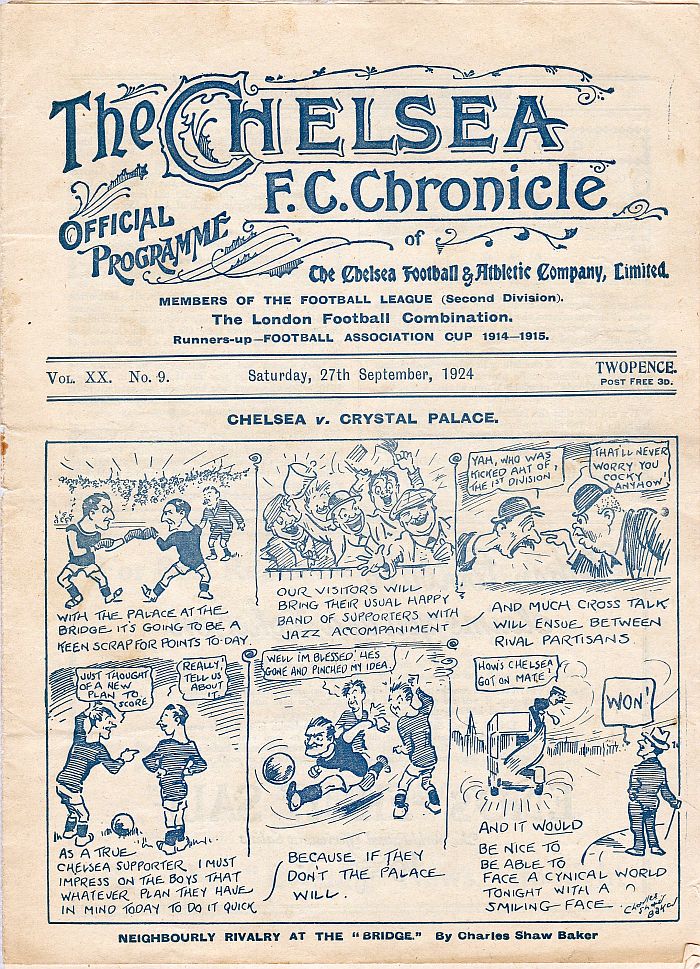 The CHELSEA
F.C. Chronicle
OFFICIAL
PROGRAMME
of
The Chelsea Football & Athletic Company, Limited.
MEMBERS OF THE FOOTBALL LEAGUE (Second Division).
The London Football Combination.
Runners-up—FOOTBALL ASSOCIATION CUP 1914–1915.
VOL. XX. No. 9.
Saturday, 27th September, 1924
TWOPENCE.
POST FREE 3D.
CHELSEA v. CRYSTAL PALACE.
WITH THE PALACE AT THE
BRIDGE IT'S GOING TO BE A
KEEN SCRAP FOR POINTS TO-DAY.
OUR VISITORS WILL
BRING THEIR USUAL HAPPY
BAND OF SUPPORTERS WITH
JAZZ ACCOMPANIMENT
YAH, WHO WAS
KICKED AHT OF
THE 1ST DIVISION
THAT'LL NEVER
WORRY YOU
COCKY
ANYHOW
AND MUCH CROSS TALK
WILL ENSUE BETWEEN
RIVAL PARTISANS.
JUST THOUGHT
OF A NEW
PLAN TO
SCORE
REALLY,
TELL US
ABOUT
IT.
AS A TRUE
CHELSEA SUPPORTER I MUST
IMPRESS ON THE BOYS THAT
WHATEVER PLAN THEY HAVE
IN MIND TODAY TO DO IT QUICK
WELL I'M BLESSED, 'E'S
GONE AND PINCHED MY IDEA.
BECAUSE IF THEY
DON'T THE PALACE
WILL.
HOW'S CHELSEA
GOT ON MATE?
WON'
AND IT WOULD
BE NICE TO
BE ABLE TO
FACE A CYNICAL WORLD
TONIGHT WITH A
SMILING FACE
Charles
Shaw
Baker
NEIGHBOURLY RIVALRY AT THE "BRIDGE." By Charles Shaw Baker